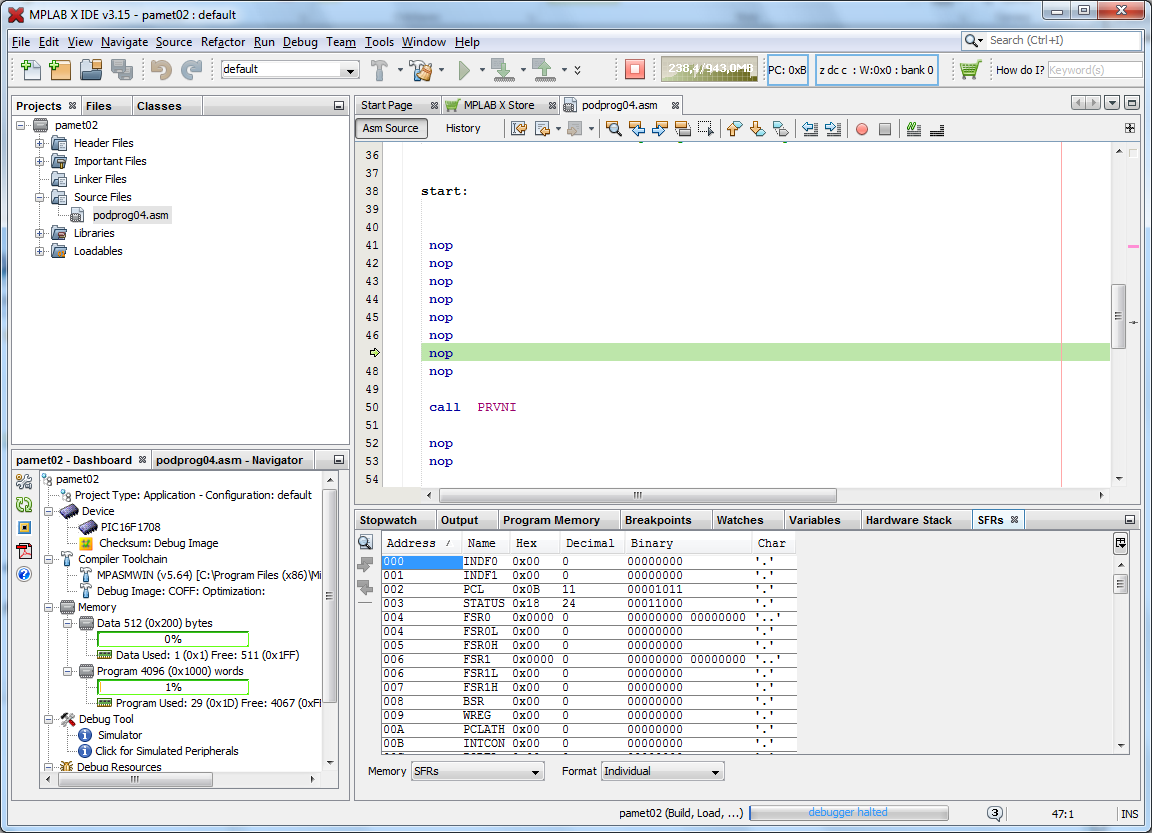 MPLAB X IDE v3.15 - pamet02 : default
File Edit View Navigate Source Refactor Run Debug Team Tools Window Help
Search (Ctrl+I)
default
238,4/943,0MB
PC: 0xB
z dc c : W:0x0 : bank 0
How do I?
Keyword(s)
Projects Files Classes
pamet02
Header Files
Important Files
Linker Files
Source Files
podprog04.asm
Libraries
Loadables
Start Page MPLAB X Store podprog04.asm
Asm Source History
36
37
38 start:
39
40
41 nop
42 nop
43 nop
44 nop
45 nop
46 nop
nop
48 nop
49
50 call PRVNI
51
52 nop
53 nop
54
pamet02 - Dashboard podprog04.asm - Navigator
pamet02
Project Type: Application - Configuration: default
Device
PIC16F1708
Checksum: Debug Image
Compiler Toolchain
MPASMWIN (v5.64) [C:\Program Files (x86)\Mi
Debug Image: COFF: Optimization:
Memory
Data 512 (0x200) bytes
0%
Data Used: 1 (0x1) Free: 511 (0x1FF)
Program 4096 (0x1000) words
1%
Program Used: 29 (0x1D) Free: 4067 (0xFE
Debug Tool
Simulator
Click for Simulated Peripherals
Debug Resources
Stopwatch Output Program Memory Breakpoints Watches Variables Hardware Stack SFRs
Address / Name Hex Decimal Binary Char
000 INDF0 0x00 0 00000000 '.'
001 INDF1 0x00 0 00000000 '.'
002 PCL 0x0B 11 00001011 '.'
003 STATUS 0x18 24 00011000 '.'
004 FSR0 0x0000 0 00000000 00000000 '..'
004 FSR0L 0x00 0 00000000 '.'
005 FSR0H 0x00 0 00000000 '.'
006 FSR1 0x0000 0 00000000 00000000 '..'
006 FSR1L 0x00 0 00000000 '.'
007 FSR1H 0x00 0 00000000 '.'
008 BSR 0x00 0 00000000 '.'
009 WREG 0x00 0 00000000 '.'
00A PCLATH 0x00 0 00000000 '.'
00B INTCON 0x00 0 00000000 '.'
Memory SFRs Format Individual
pamet02 (Build, Load, ...) debugger halted 3 47:1 INS